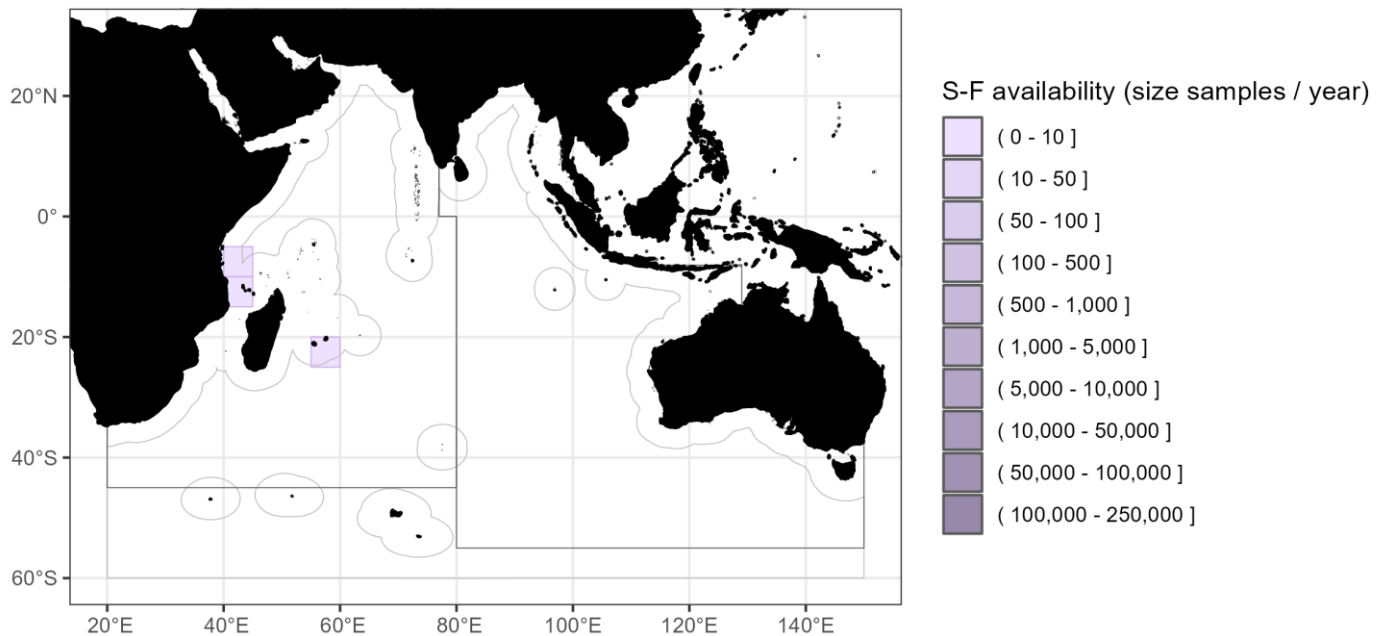 S-F availability (size samples / year)
( 0 - 10 ]
( 10 - 50 ]
( 50 - 100 ]
( 100 - 500 ]
( 500 - 1,000 ]
( 1,000 - 5,000 ]
( 5,000 - 10,000 ]
( 10,000 - 50,000 ]
( 50,000 - 100,000 ]
( 100,000 - 250,000 ]
20°N
0°
20°S
40°S
60°S
20°E 40°E 60°E 80°E 100°E 120°E 140°E